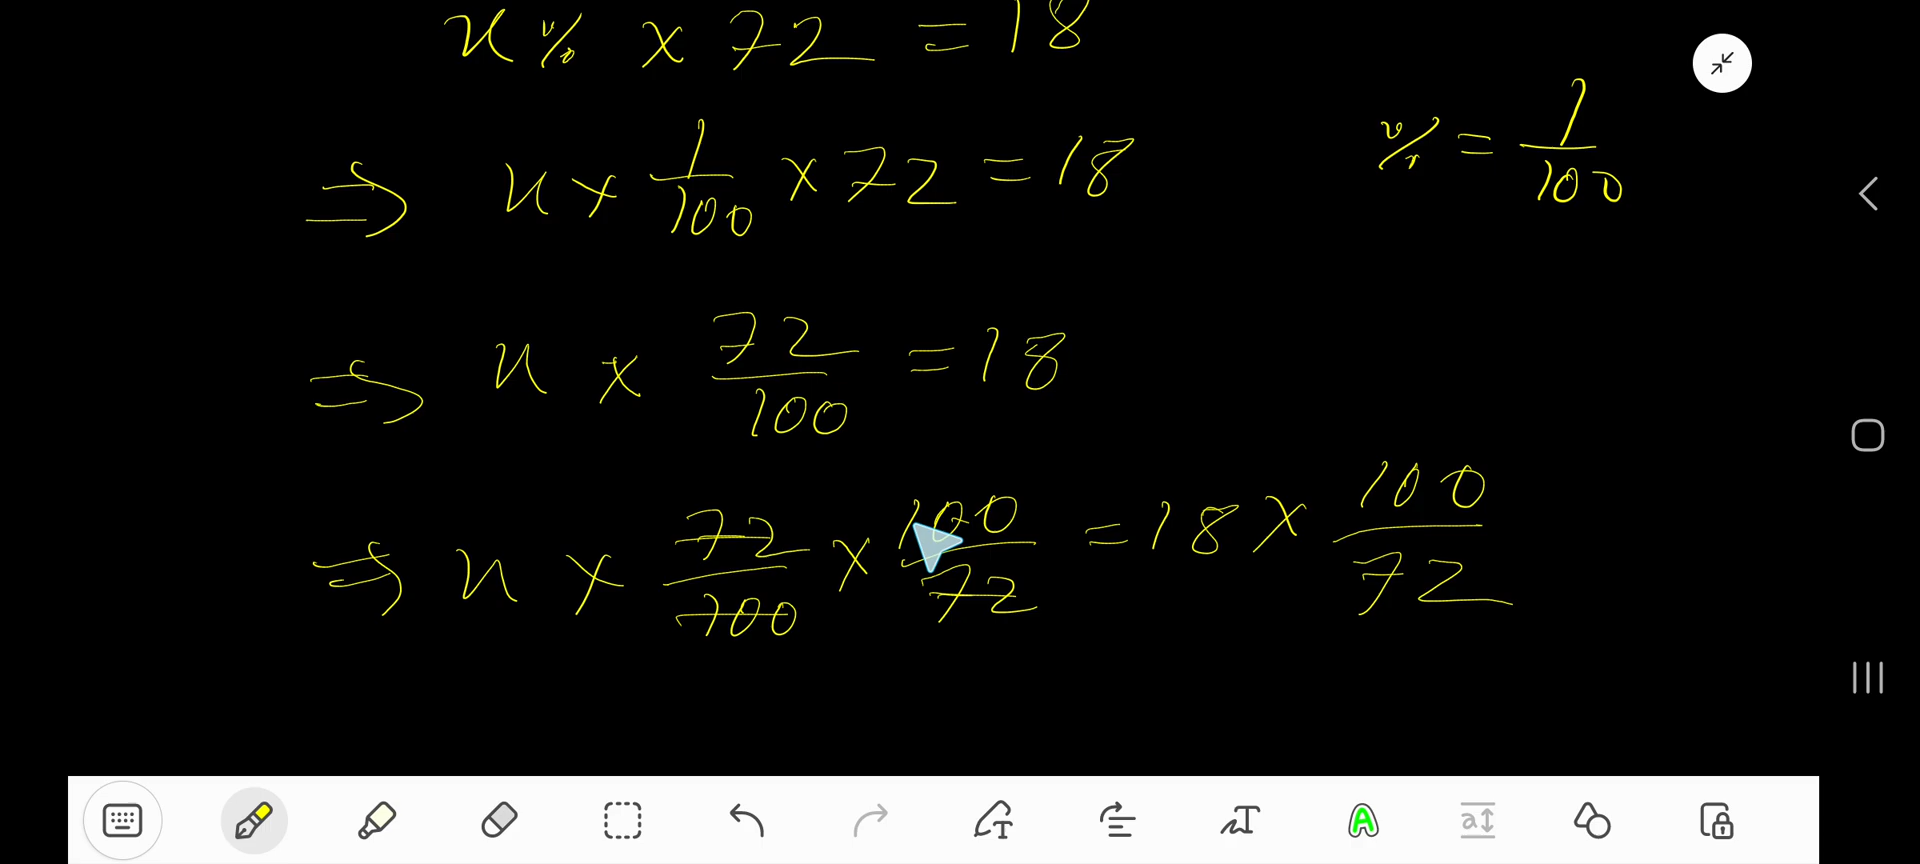 x% × 72 = 18
⇒ x × 1/100 × 72 = 18
% = 1/100
⇒ x × 72/100 = 18
⇒ x × 72/100 × 100/72 = 18 × 100/72